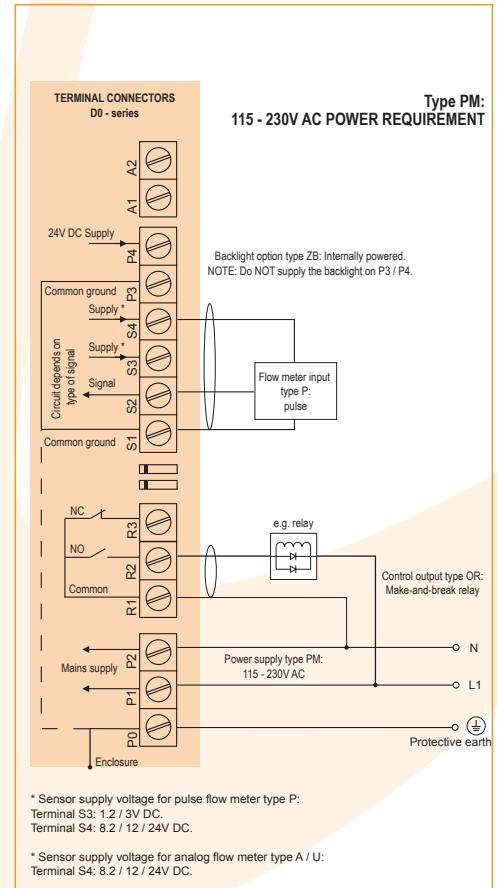 TERMINAL CONNECTORS
D0 - series
Type PM:
115 - 230V AC POWER REQUIREMENT
A2
A1
24V DC Supply
P4
Backlight option type ZB: Internally powered.
NOTE: Do NOT supply the backlight on P3 / P4.
Common ground
P3
Supply *
S4
Supply *
S3
Circuit depends on
type of signal
Signal
S2
Flow meter input
type P:
pulse
Common ground
S1
NC
R3
e.g. relay
NO
R2
Control output type OR:
Make-and-break relay
Common
R1
N
P2
Mains supply
Power supply type PM:
115 - 230V AC
L1
P1
P0
Protective earth
Enclosure
* Sensor supply voltage for pulse flow meter type P:
Terminal S3: 1.2 / 3V DC.
Terminal S4: 8.2 / 12 / 24V DC.
* Sensor supply voltage for analog flow meter type A / U:
Terminal S4: 8.2 / 12 / 24V DC.